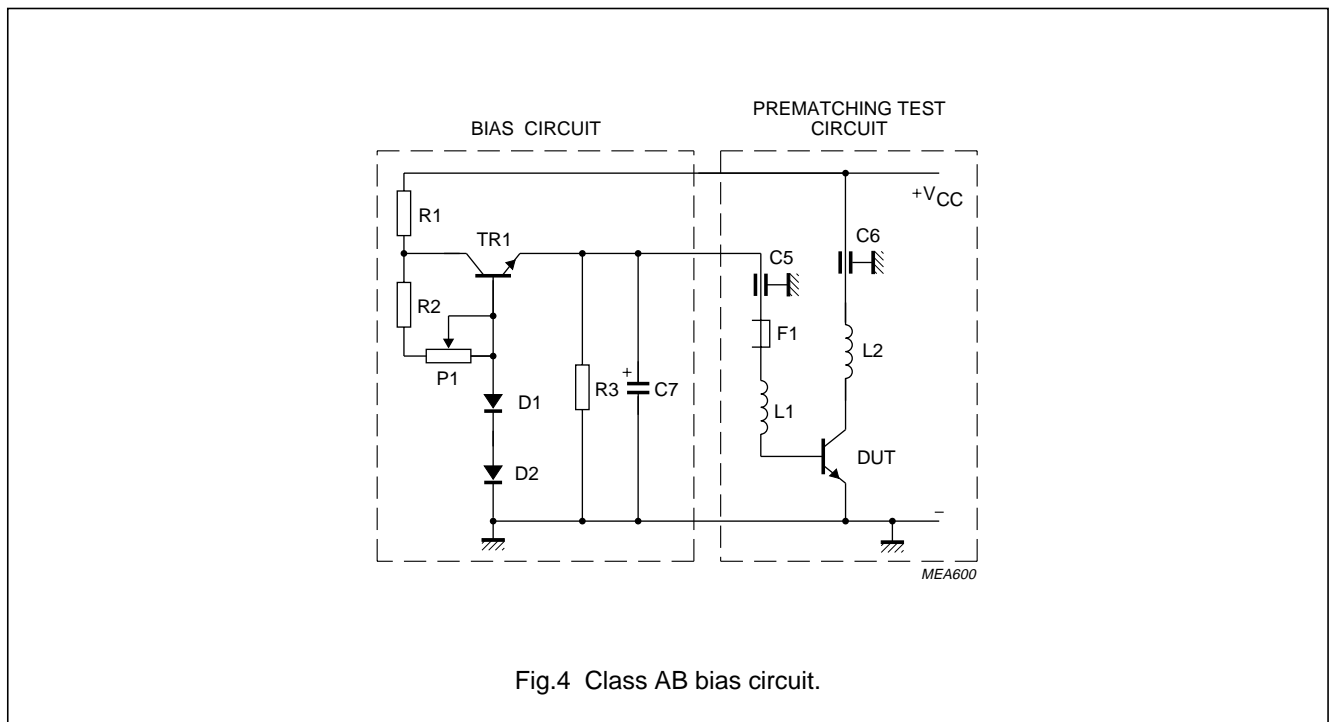 BIAS CIRCUIT
PREMATCHING TEST
CIRCUIT
+VCC
R1
TR1
C6
C5
R2
F1
L2
P1
R3
+
C7
D1
L1
DUT
D2
−
MEA600
Fig.4 Class AB bias circuit.